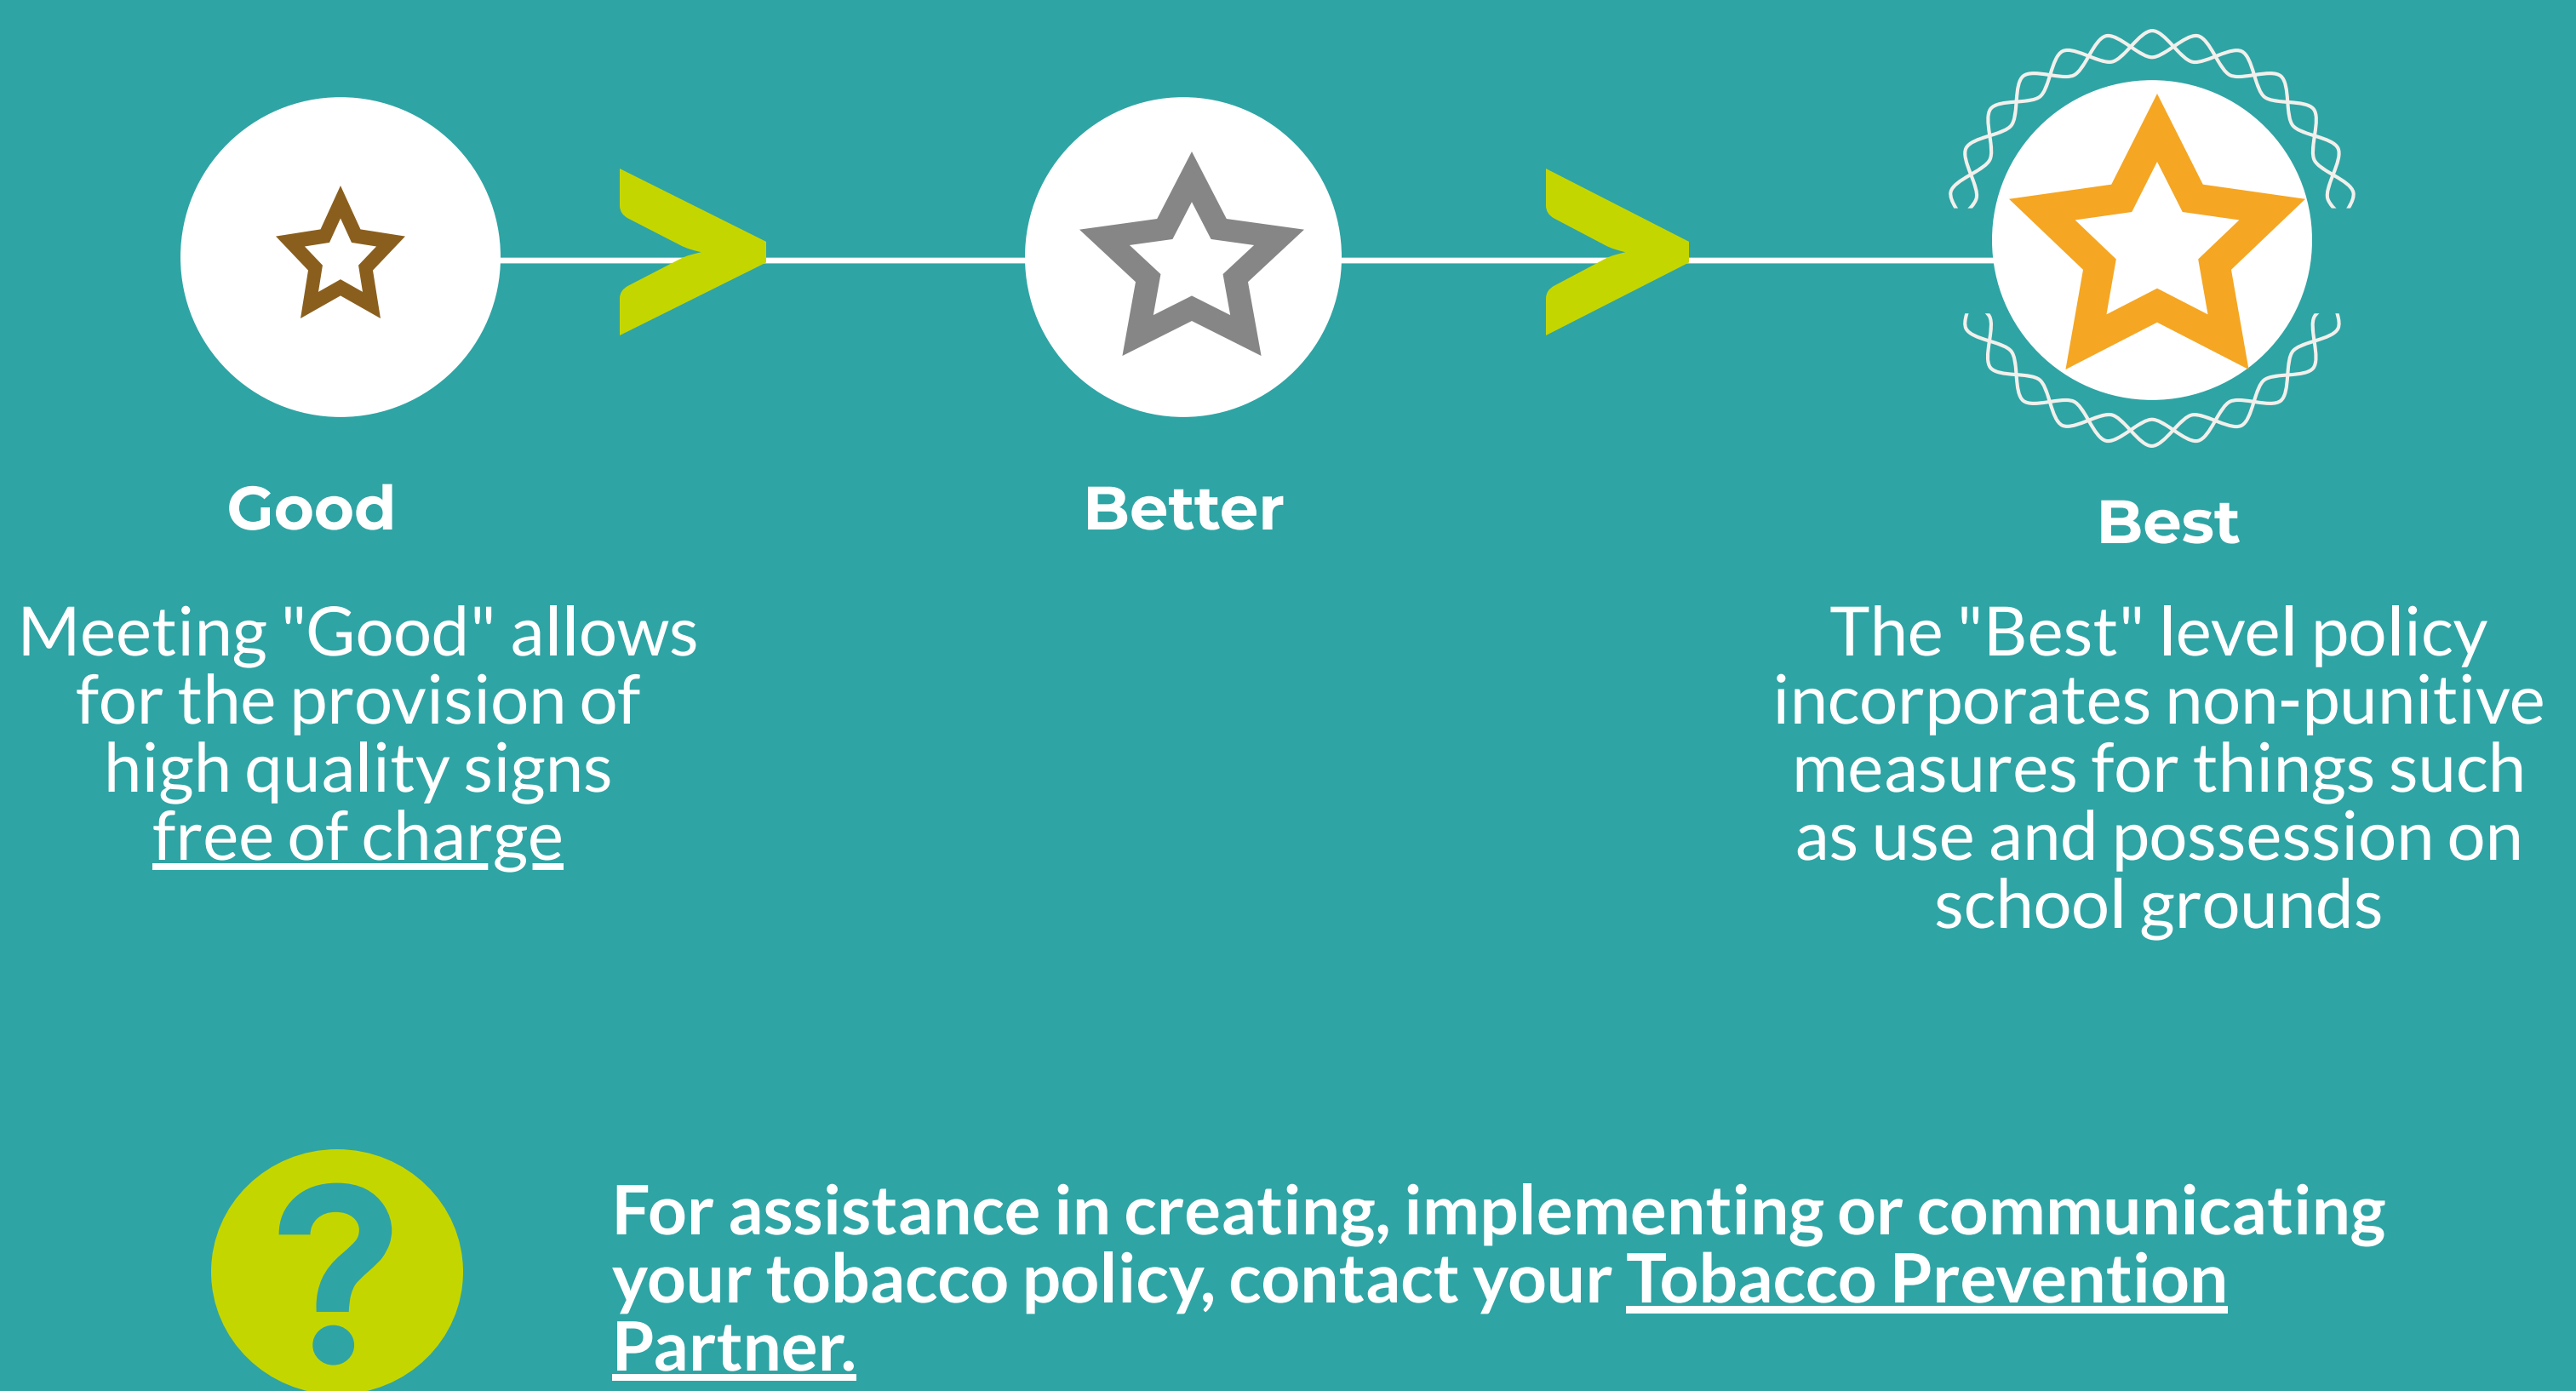 Good
Better
Best
Meeting "Good" allows
for the provision of
high quality signs
free of charge
The "Best" level policy
incorporates non-punitive
measures for things such
as use and possession on
school grounds
?
For assistance in creating, implementing or communicating
your tobacco policy, contact your Tobacco Prevention
Partner.